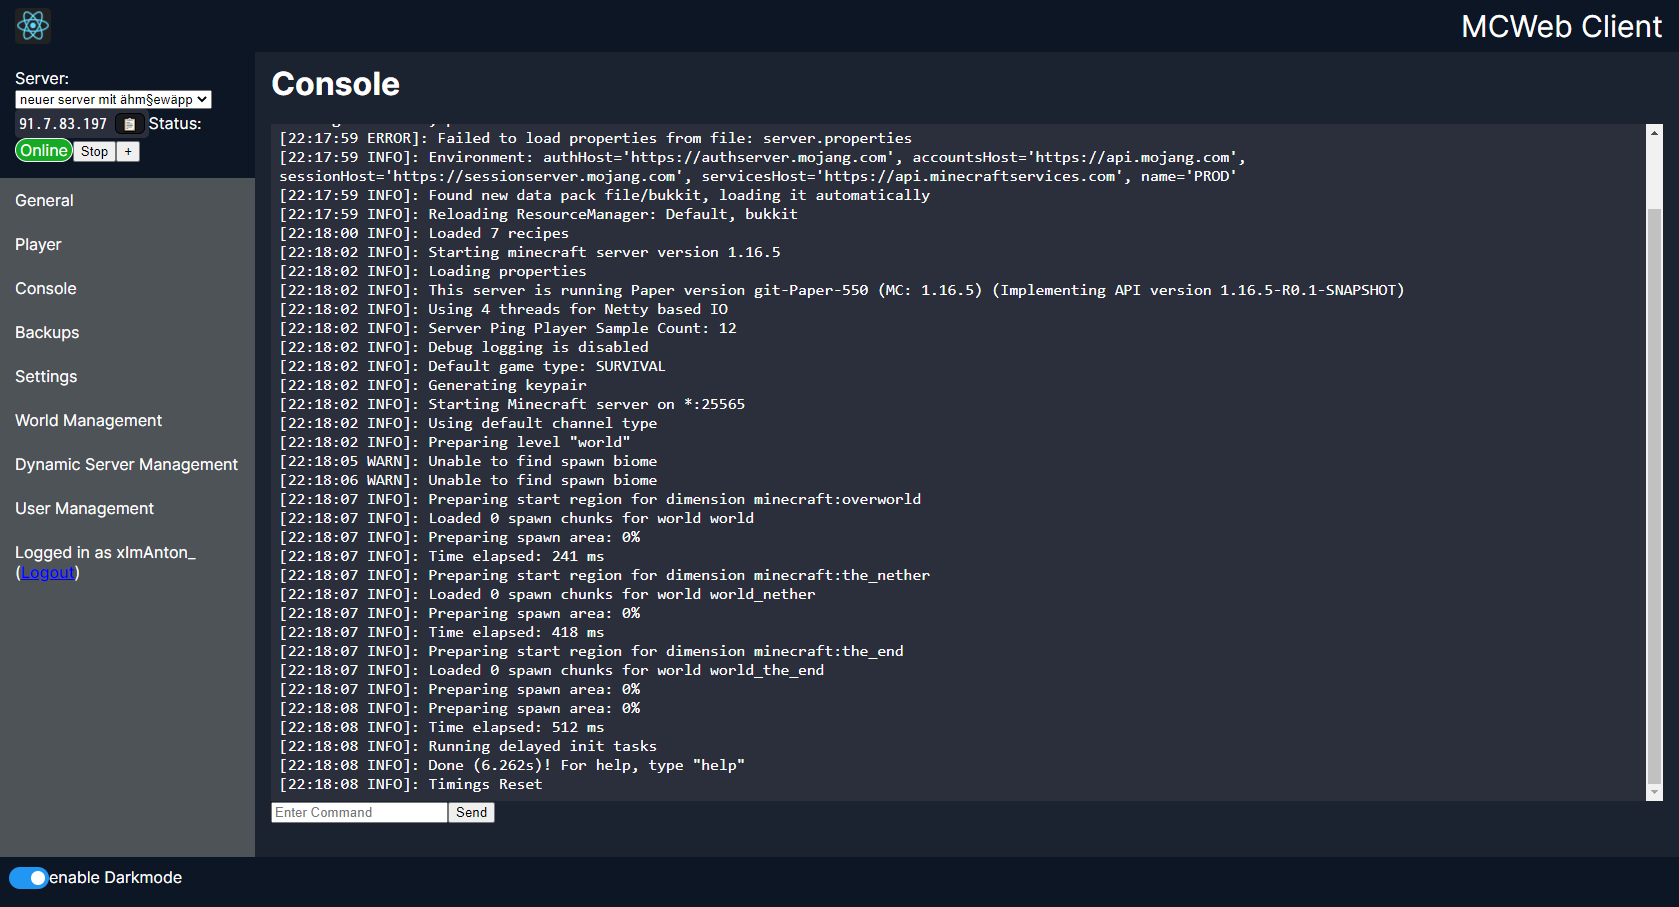 MCWeb Client
Server:
neuer server mit ähm§ewäpp
91.7.83.197 Status:
Online Stop +
General
Player
Console
Backups
Settings
World Management
Dynamic Server Management
User Management
Logged in as xImAnton_
(Logout)
Console
[22:17:59 ERROR]: Failed to load properties from file: server.properties
[22:17:59 INFO]: Environment: authHost='https://authserver.mojang.com', accountsHost='https://api.mojang.com',
sessionHost='https://sessionserver.mojang.com', servicesHost='https://api.minecraftservices.com', name='PROD'
[22:17:59 INFO]: Found new data pack file/bukkit, loading it automatically
[22:17:59 INFO]: Reloading ResourceManager: Default, bukkit
[22:18:00 INFO]: Loaded 7 recipes
[22:18:02 INFO]: Starting minecraft server version 1.16.5
[22:18:02 INFO]: Loading properties
[22:18:02 INFO]: This server is running Paper version git-Paper-550 (MC: 1.16.5) (Implementing API version 1.16.5-R0.1-SNAPSHOT)
[22:18:02 INFO]: Using 4 threads for Netty based IO
[22:18:02 INFO]: Server Ping Player Sample Count: 12
[22:18:02 INFO]: Debug logging is disabled
[22:18:02 INFO]: Default game type: SURVIVAL
[22:18:02 INFO]: Generating keypair
[22:18:02 INFO]: Starting Minecraft server on *:25565
[22:18:02 INFO]: Using default channel type
[22:18:02 INFO]: Preparing level "world"
[22:18:05 WARN]: Unable to find spawn biome
[22:18:06 WARN]: Unable to find spawn biome
[22:18:07 INFO]: Preparing start region for dimension minecraft:overworld
[22:18:07 INFO]: Loaded 0 spawn chunks for world world
[22:18:07 INFO]: Preparing spawn area: 0%
[22:18:07 INFO]: Time elapsed: 241 ms
[22:18:07 INFO]: Preparing start region for dimension minecraft:the_nether
[22:18:07 INFO]: Loaded 0 spawn chunks for world world_nether
[22:18:07 INFO]: Preparing spawn area: 0%
[22:18:07 INFO]: Time elapsed: 418 ms
[22:18:07 INFO]: Preparing start region for dimension minecraft:the_end
[22:18:07 INFO]: Loaded 0 spawn chunks for world world_the_end
[22:18:07 INFO]: Preparing spawn area: 0%
[22:18:08 INFO]: Preparing spawn area: 0%
[22:18:08 INFO]: Time elapsed: 512 ms
[22:18:08 INFO]: Running delayed init tasks
[22:18:08 INFO]: Done (6.262s)! For help, type "help"
[22:18:08 INFO]: Timings Reset
Enter Command Send
enable Darkmode